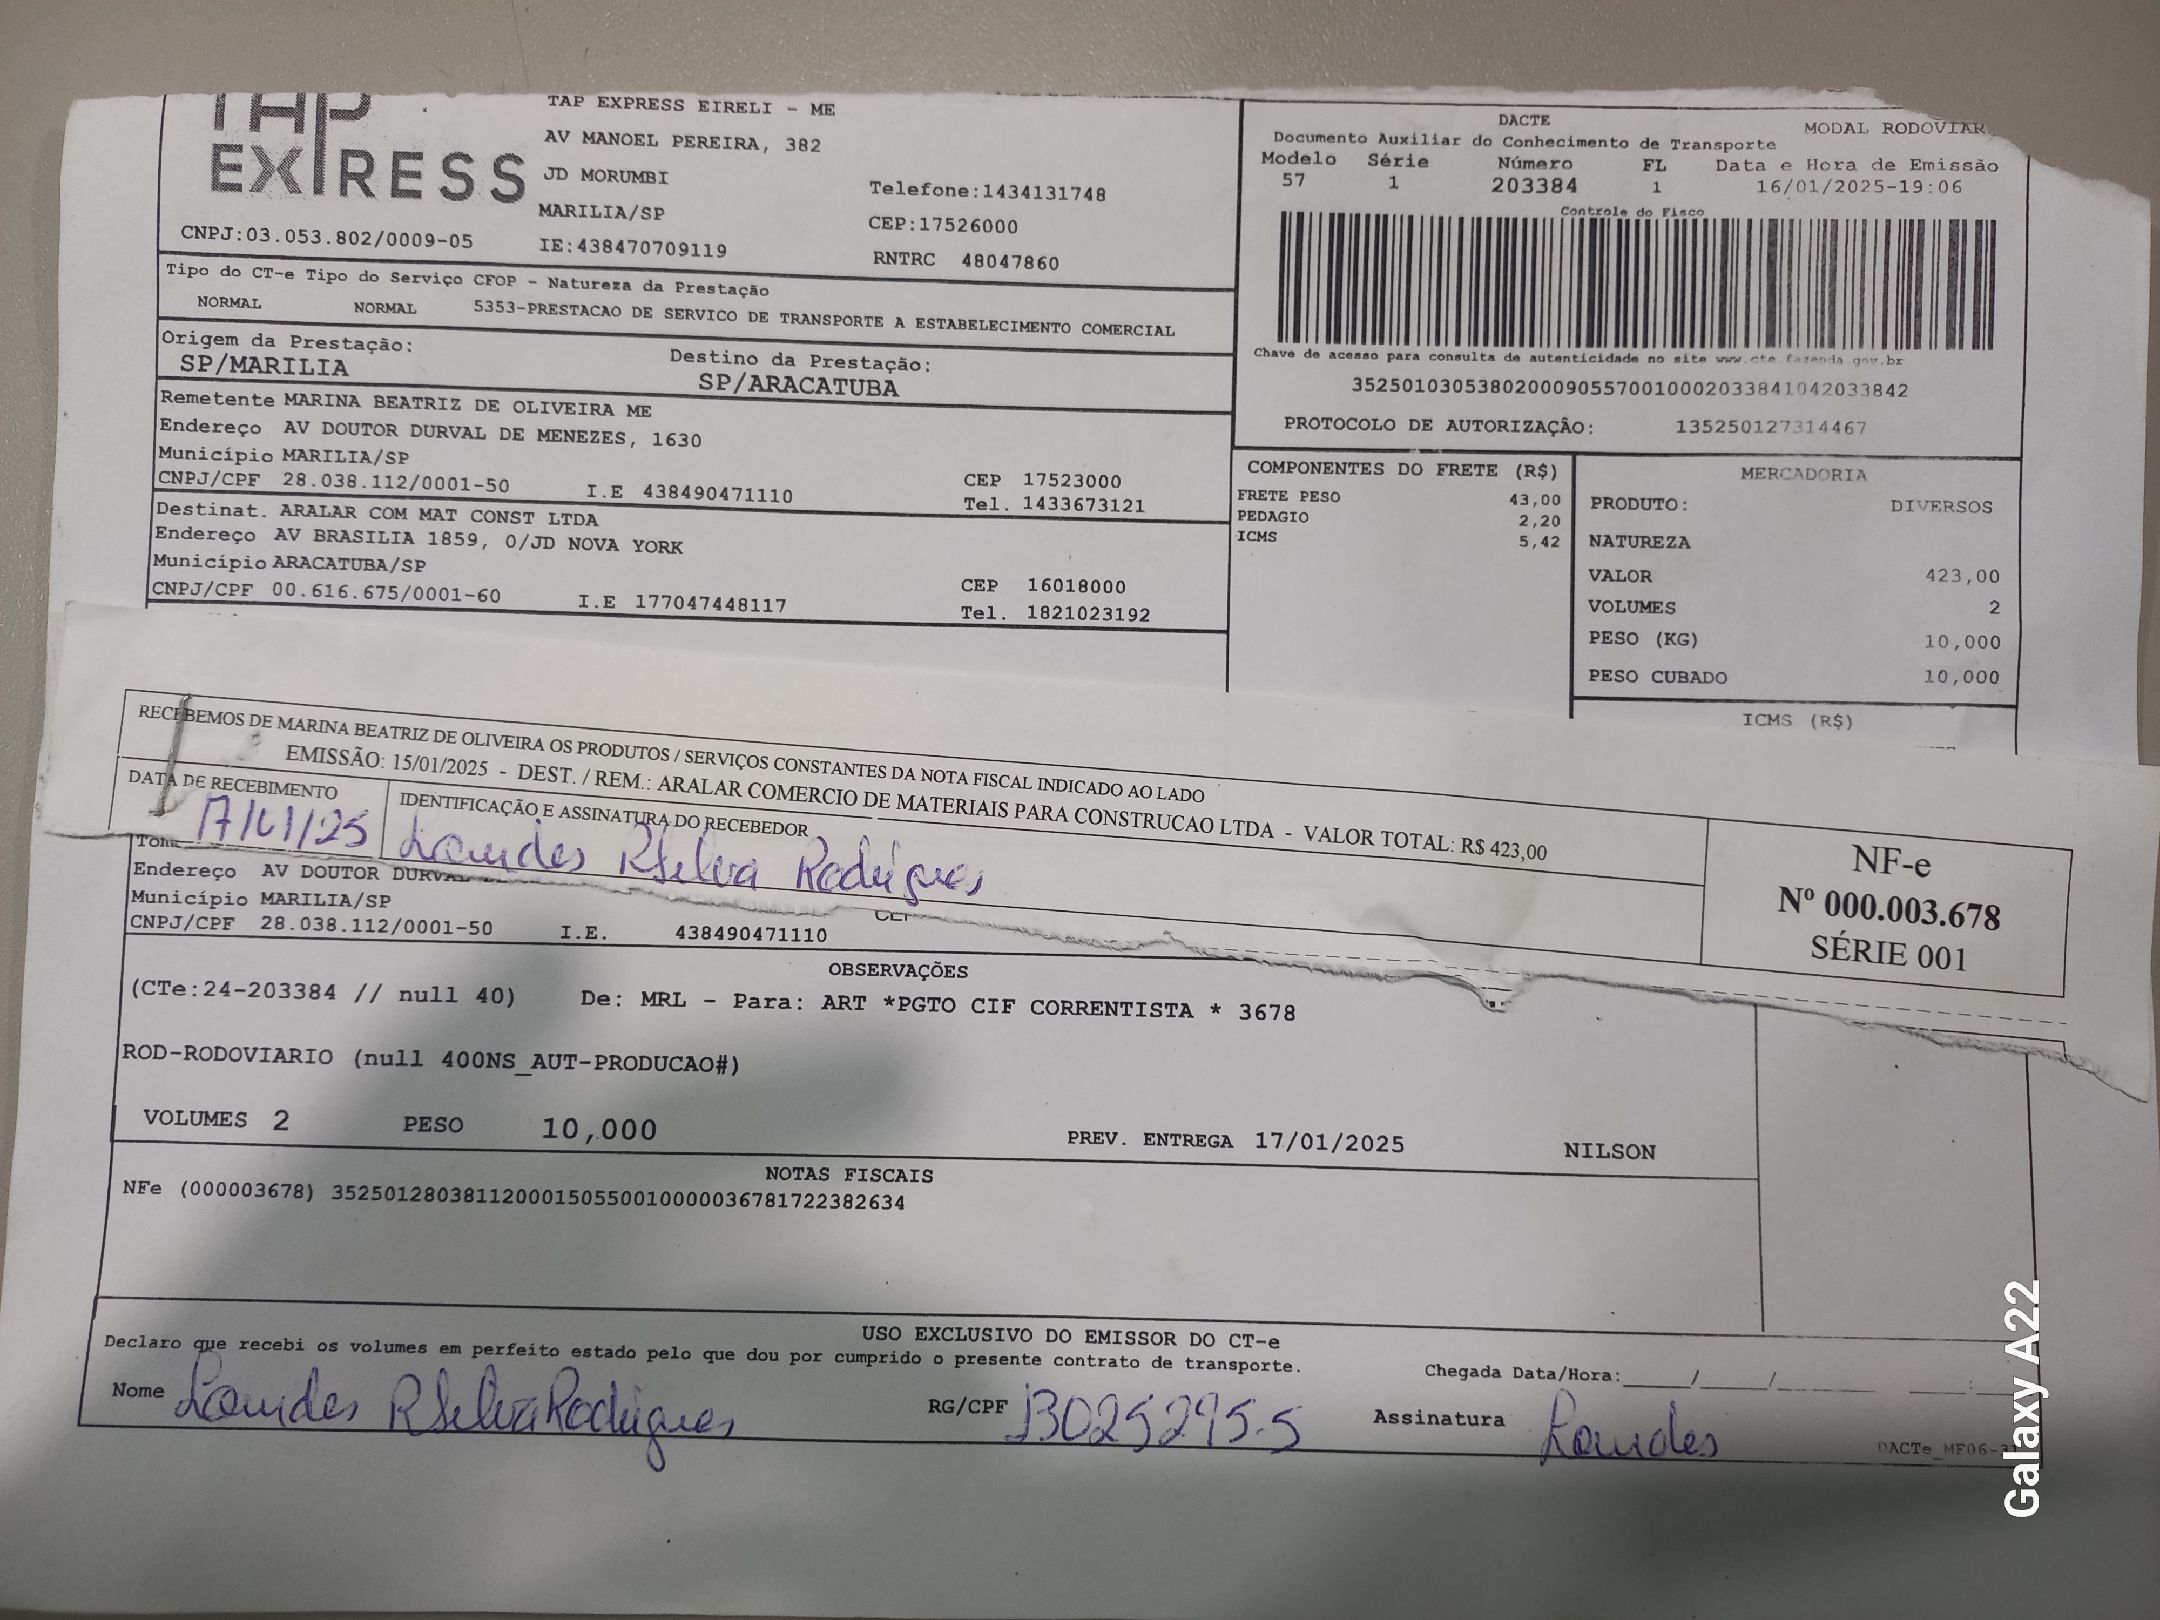 TAP
EXPRESS
TAP EXPRESS EIRELI - ME
AV MANOEL PEREIRA, 382
JD MORUMBI
MARILIA/SP
IE:438470709119
Telefone:1434131748
CEP:17526000
RNTRC 48047860
CNPJ:03.053.802/0009-05
DACTE
MODAL RODOVIAR
Documento Auxiliar do Conhecimento de Transporte
Modelo Série Número FL Data e Hora de Emissão
57 1 203384 1 16/01/2025-19:06
Controle do Fisco
Chave de acesso para consulta de autenticidade no site www.cte.fazenda.gov.br
35250103053802000905570010002033841042033842
PROTOCOLO DE AUTORIZAÇÂO: 135250127314467
Tipo do CT-e Tipo do Serviço CFOP - Natureza da Prestação
NORMAL NORMAL 5353-PRESTACAO DE SERVICO DE TRANSPORTE A ESTABELECIMENTO COMERCIAL
Origem da Prestação: Destino da Prestação:
SP/MARILIA SP/ARACATUBA
Remetente MARINA BEATRIZ DE OLIVEIRA ME
Endereço AV DOUTOR DURVAL DE MENEZES, 1630
Município MARILIA/SP CEP 17523000
CNPJ/CPF 28.038.112/0001-50 I.E 438490471110 Tel. 1433673121
Destinat. ARALAR COM MAT CONST LTDA
Endereço AV BRASILIA 1859, 0/JD NOVA YORK
Município ARACATUBA/SP CEP 16018000
CNPJ/CPF 00.616.675/0001-60 I.E 177047448117 Tel. 1821023192
COMPONENTES DO FRETE (R$)
FRETE PESO 43,00
PEDAGIO 2,20
ICMS 5,42
MERCADORIA
PRODUTO: DIVERSOS
NATUREZA
VALOR 423,00
VOLUMES 2
PESO (KG) 10,000
PESO CUBADO 10,000
ICMS (R$)
RECEBEMOS DE MARINA BEATRIZ DE OLIVEIRA OS PRODUTOS / SERVIÇOS CONSTANTES DA NOTA FISCAL INDICADO AO LADO
EMISSÃO: 15/01/2025 - DEST. / REM.: ARALAR COMERCIO DE MATERIAIS PARA CONSTRUCAO LTDA - VALOR TOTAL: R$ 423,00
DATA DE RECEBIMENTO IDENTIFICAÇÃO E ASSINATURA DO RECEBEDOR
17/01/25 Lourdes R Selva Rodrigues
NF-e
Nº 000.003.678
SÉRIE 001
Endereço AV DOUTOR DURVAL
Município MARILIA/SP
CNPJ/CPF 28.038.112/0001-50 I.E. 438490471110
OBSERVAÇÕES
(CTe:24-203384 // null 40) De: MRL - Para: ART *PGTO CIF CORRENTISTA * 3678
ROD-RODOVIARIO (null 400NS_AUT-PRODUCAO#)
VOLUMES 2 PESO 10,000 PREV. ENTREGA 17/01/2025 NILSON
NOTAS FISCAIS
NFe (000003678) 35250128038112000150550010000036781722382634
USO EXCLUSIVO DO EMISSOR DO CT-e
Declaro que recebi os volumes em perfeito estado pelo que dou por cumprido o presente contrato de transporte.
Chegada Data/Hora:____/____/____ ____:____
Nome Lourdes R Selva Rodrigues RG/CPF 13025295-5 Assinatura Lourdes
DACTe_MF06-
Galaxy A22